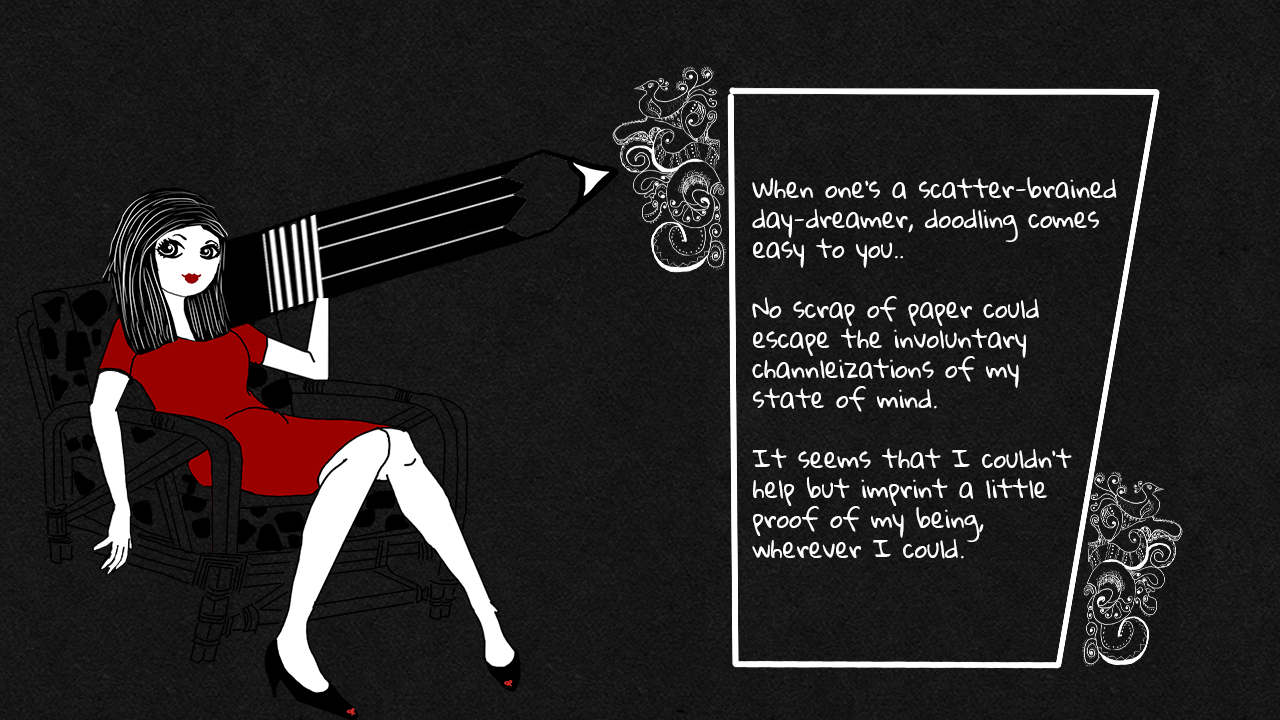 When one's a scatter-brained
day-dreamer, doodling comes
easy to you..
No scrap of paper could
escape the involuntary
channleizations of my
state of mind.
It seems that I couldn't
help but imprint a little
proof of my being,
wherever I could.